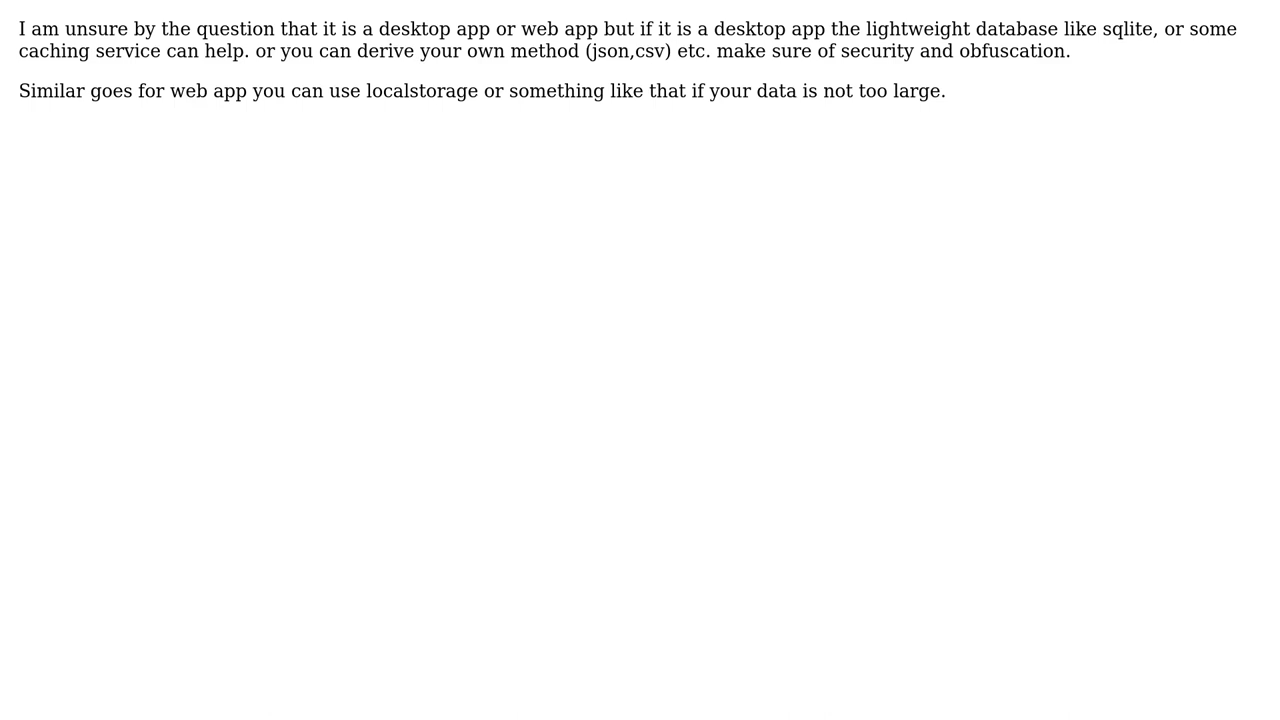 I am unsure by the question that it is a desktop app or web app but if it is a desktop app the lightweight database like sqlite, or some
caching service can help. or you can derive your own method (json,csv) etc. make sure of security and obfuscation.
Similar goes for web app you can use localstorage or something like that if your data is not too large.